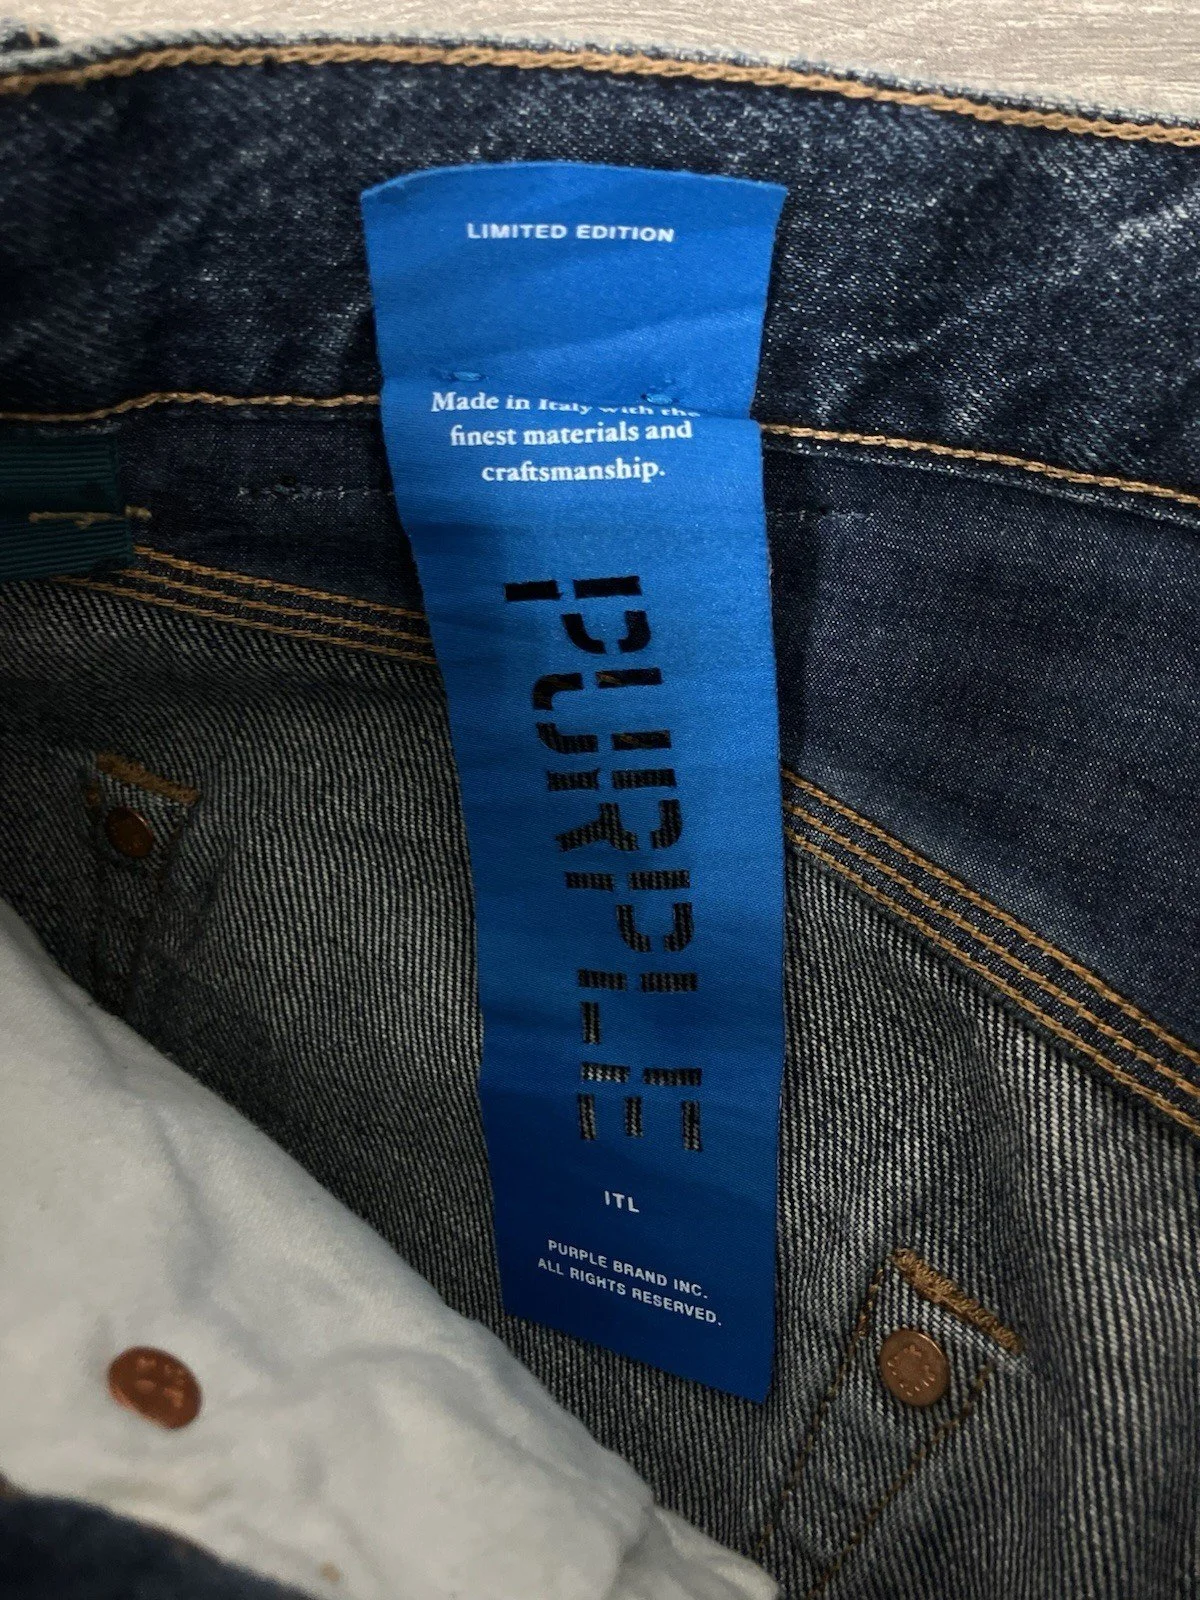 LIMITED EDITION
Made in Italy with the
finest materials and
craftsmanship.
PURPLE
ITL
PURPLE BRAND INC.
ALL RIGHTS RESERVED.